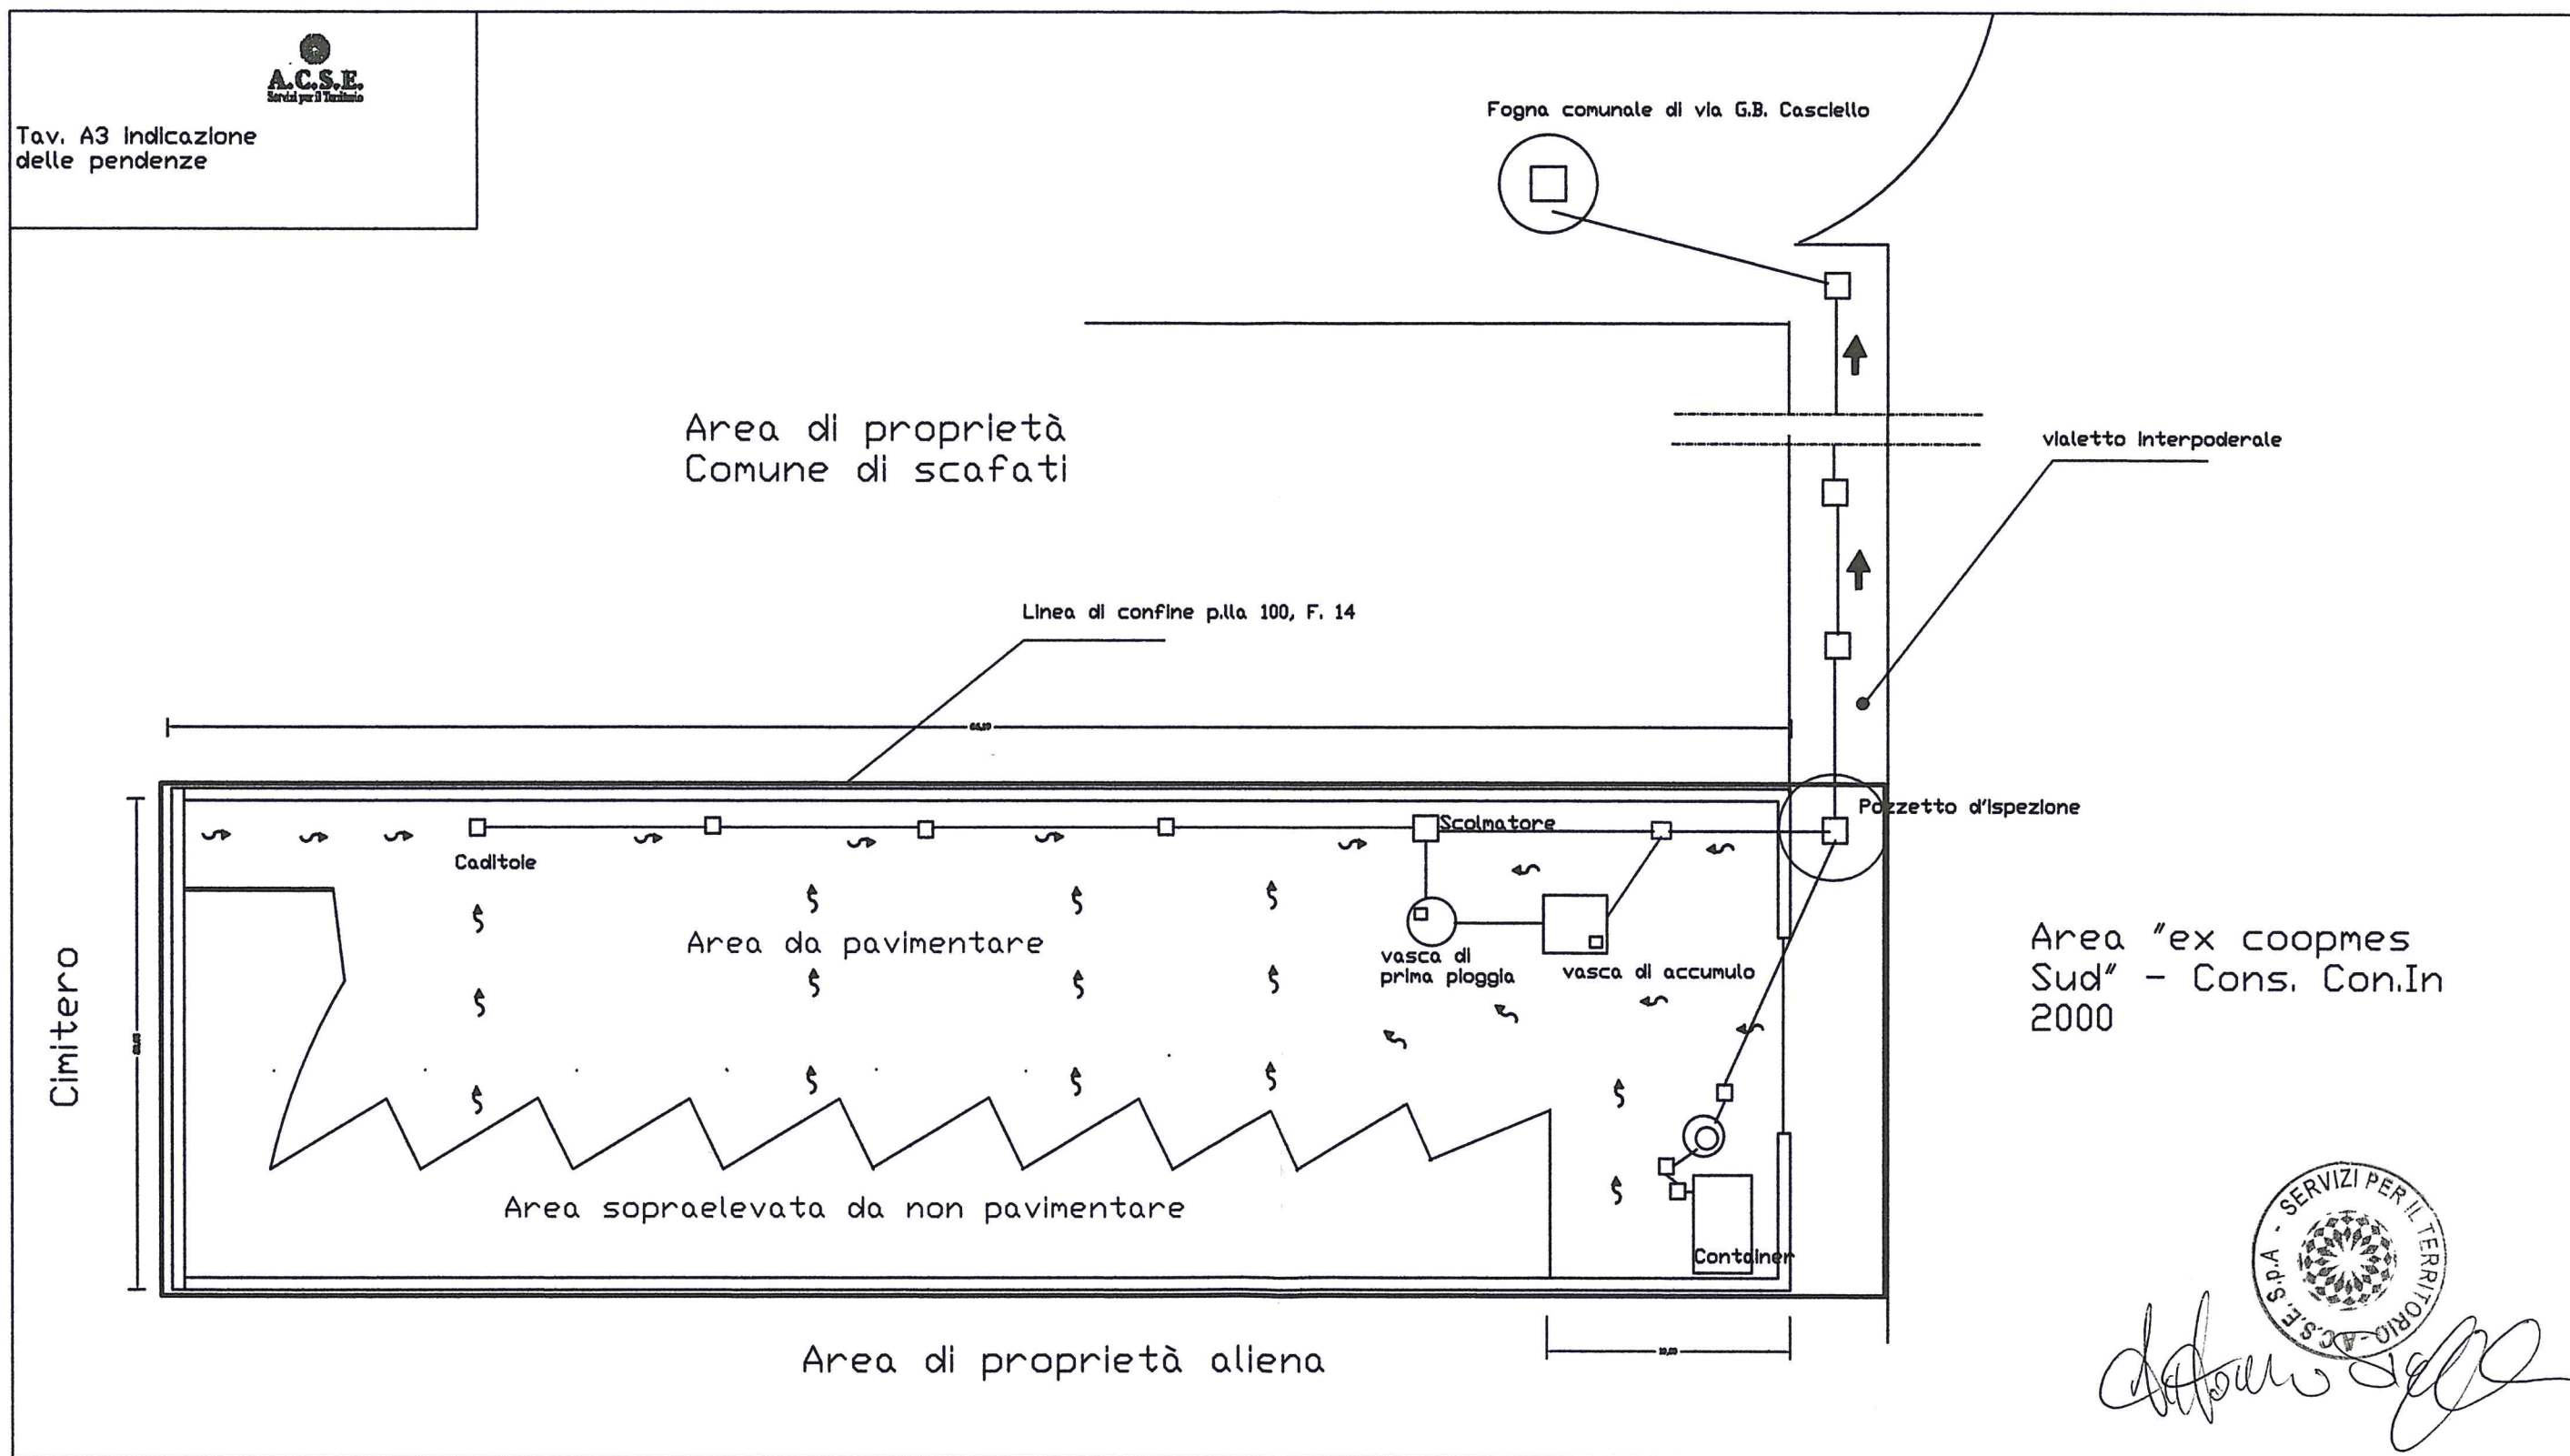 A.C.S.E.
Servizi per il Territorio
Tav. A3 indicazione
delle pendenze
Fogna comunale di via G.B. Casciello
Area di proprietà
Comune di scafati
vialetto interpoderale
Linea di confine p.lla 100, F. 14
Pozzetto d'ispezione
Scolmatore
Caditoie
Area da pavimentare
vasca di
prima pioggia
vasca di accumulo
Cimitero
Area "ex coopmes
Sud" - Cons. Con.In
2000
Area sopraelevata da non pavimentare
Container
10,00
Area di proprietà aliena
A.C.S.E. S.p.A - SERVIZI PER IL TERRITORIO -